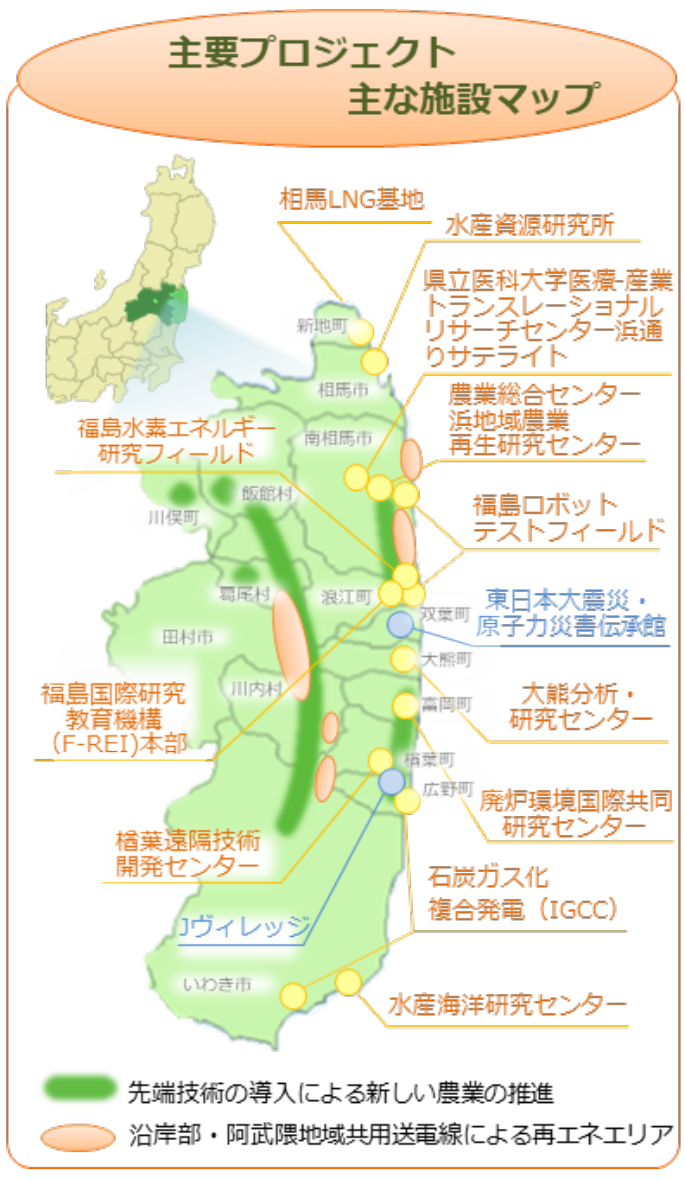 主要プロジェクト
主な施設マップ
相馬LNG基地
水産資源研究所
県立医科大学医療-産業
トランスレーショナル
リサーチセンター浜通
りサテライト
新地町
相馬市
農業総合センター
浜地域農業
再生研究センター
福島水素エネルギー
研究フィールド
南相馬市
飯館村
川俣町
福島ロボット
テストフィールド
葛尾村
浪江町
双葉町
東日本大震災・
原子力災害伝承館
田村市
大熊町
川内村
富岡町
福島国際研究
教育機構
（F-REI)本部
大熊分析・
研究センター
楢葉町
広野町
廃炉環境国際共同
研究センター
楢葉遠隔技術
開発センター
石炭ガス化
複合発電（IGCC）
Jヴィレッジ
いわき市
水産海洋研究センター
先端技術の導入による新しい農業の推進
沿岸部・阿武隈地域共用送電線による再エネエリア